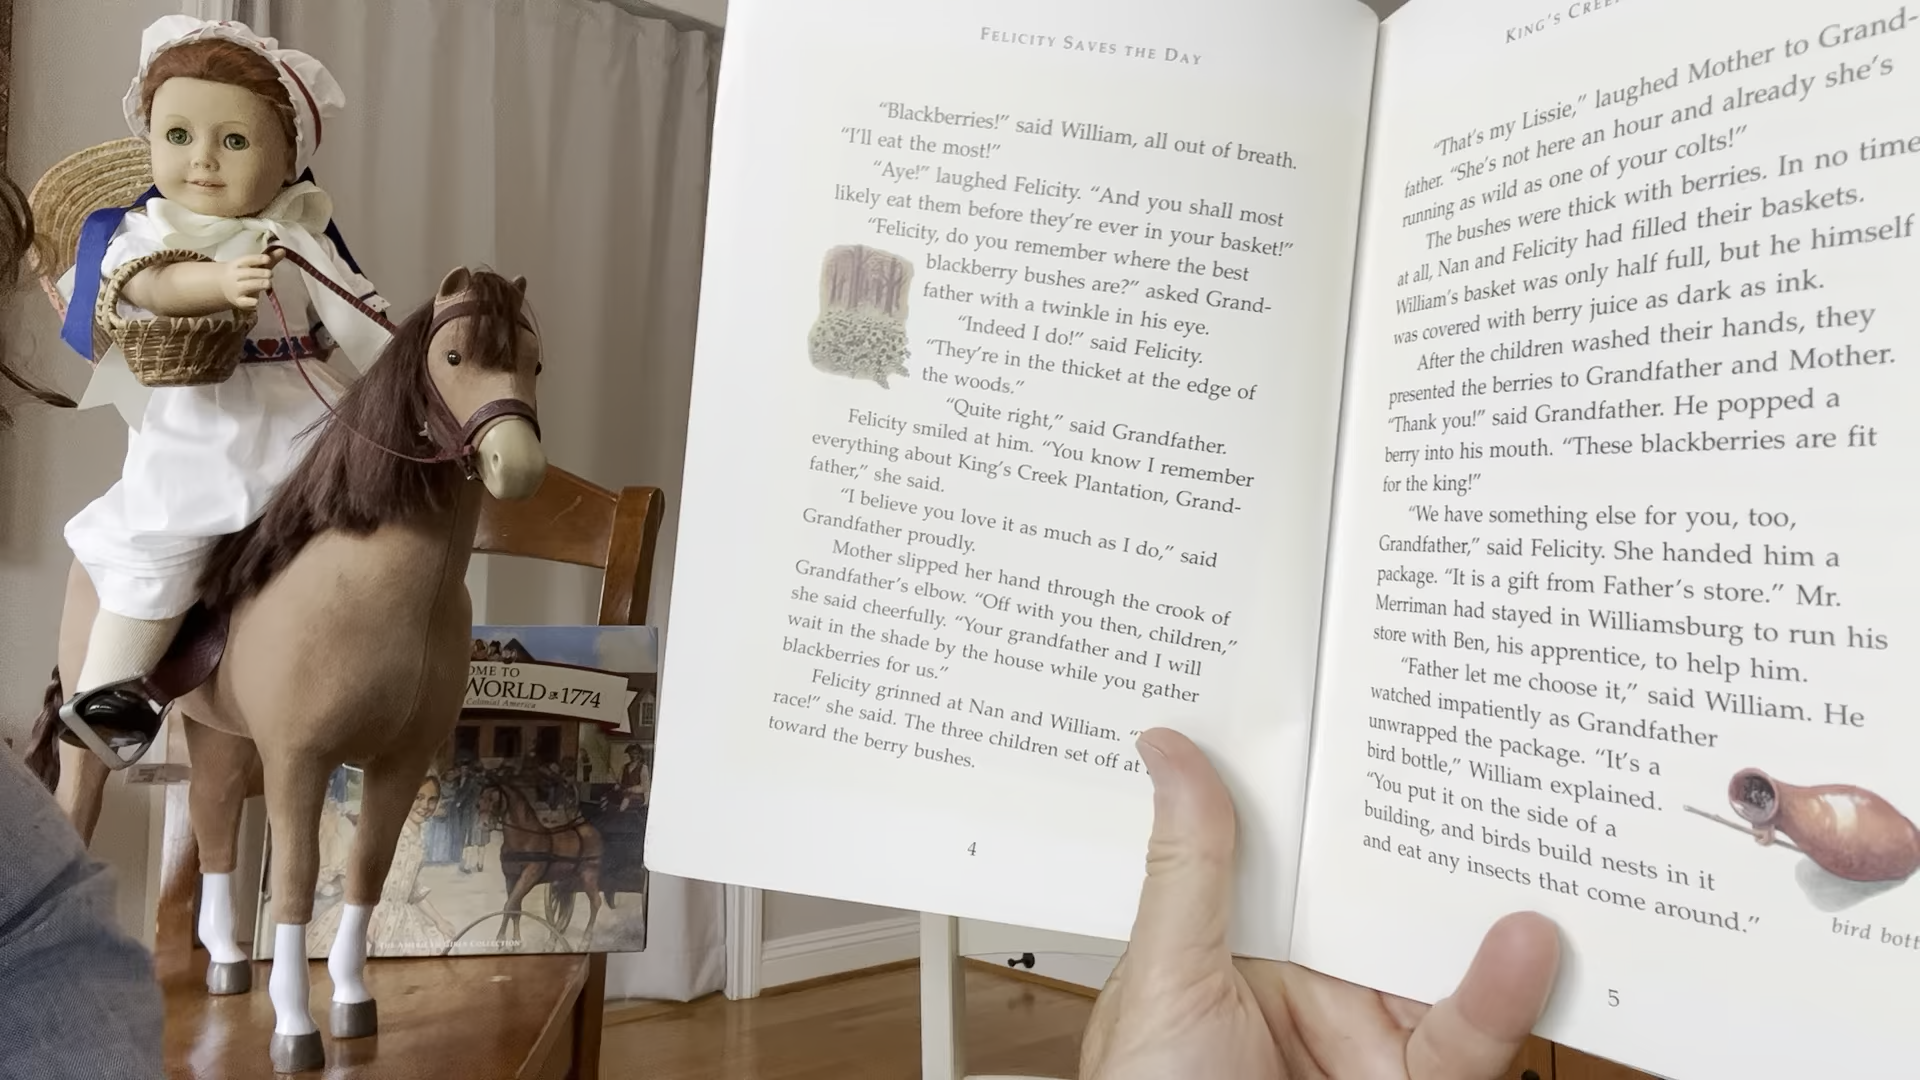 FELICITY SAVES THE DAY
“Blackberries!” said William, all out of breath.
“I’ll eat the most!”
“Aye!” laughed Felicity. “And you shall most
likely eat them before they’re ever in your basket!”
“Felicity, do you remember where the best
blackberry bushes are?” asked Grand-
father with a twinkle in his eye.
“Indeed I do!” said Felicity.
“They’re in the thicket at the edge of
the woods.”
“Quite right,” said Grandfather.
Felicity smiled at him. “You know I remember
everything about King’s Creek Plantation, Grand-
father,” she said.
“I believe you love it as much as I do,” said
Grandfather proudly.
Mother slipped her hand through the crook of
Grandfather’s elbow. “Off with you then, children,”
she said cheerfully. “Your grandfather and I will
wait in the shade by the house while you gather
blackberries for us.”
Felicity grinned at Nan and William.
race!” she said. The three children set off at
toward the berry bushes.
4
KING’S
“That’s my Lissie,” laughed Mother to Grand-
father. “She’s not here an hour and already she’s
running as wild as one of your colts!”
The bushes were thick with berries. In no time
at all, Nan and Felicity had filled their baskets.
William’s basket was only half full, but he himself
was covered with berry juice as dark as ink.
After the children washed their hands, they
presented the berries to Grandfather and Mother.
“Thank you!” said Grandfather. He popped a
berry into his mouth. “These blackberries are fit
for the king!”
“We have something else for you, too,
Grandfather,” said Felicity. She handed him a
package. “It is a gift from Father’s store.” Mr.
Merriman had stayed in Williamsburg to run his
store with Ben, his apprentice, to help him.
“Father let me choose it,” said William. He
watched impatiently as Grandfather
unwrapped the package. “It’s a
bird bottle,” William explained.
“You put it on the side of a
building, and birds build nests in it
and eat any insects that come around.”
bird
5
TO
WORLD 1774
Colonial America
THE AMERICAN GIRLS COLLECTION